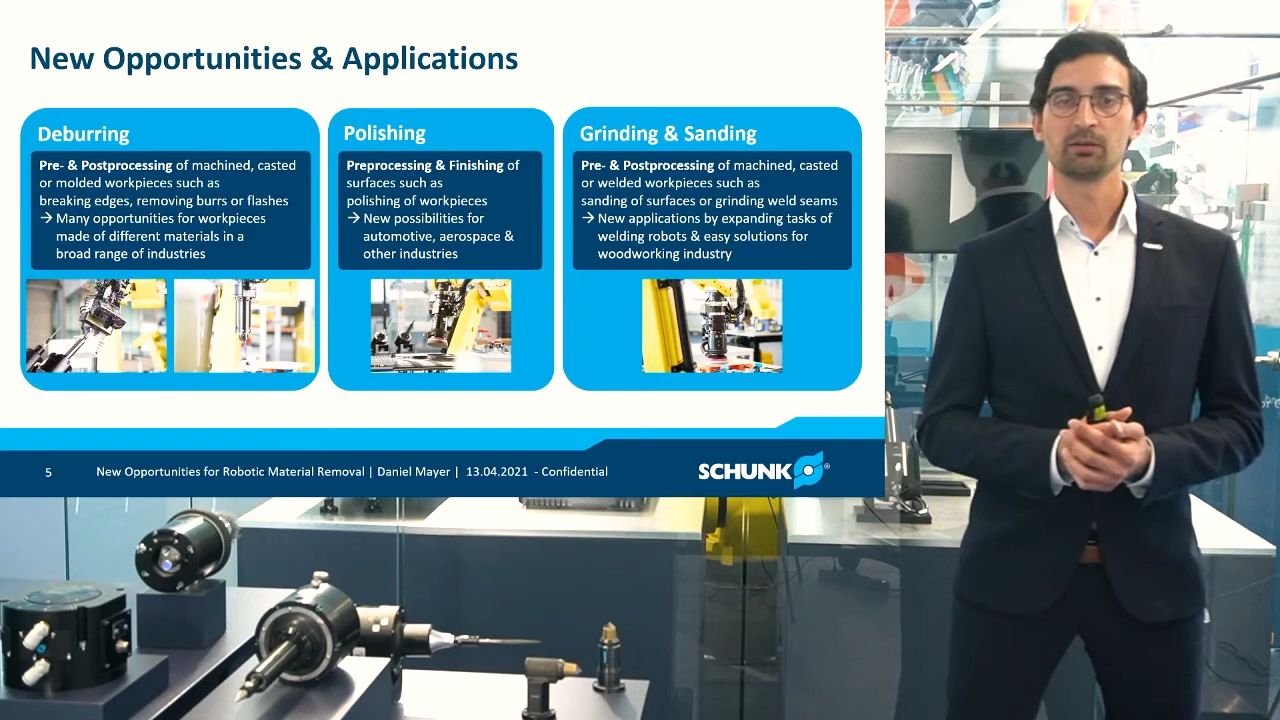 New Opportunities & Applications
Deburring
Pre- & Postprocessing of machined, casted
or molded workpieces such as
breaking edges, removing burrs or flashes
→ Many opportunities for workpieces
made of different materials in a
broad range of industries
Polishing
Preprocessing & Finishing of
surfaces such as
polishing of workpieces
→ New possibilities for
automotive, aerospace &
other industries
Grinding & Sanding
Pre- & Postprocessing of machined, casted
or welded workpieces such as
sanding of surfaces or grinding weld seams
→ New applications by expanding tasks of
welding robots & easy solutions for
woodworking industry
5 New Opportunities for Robotic Material Removal | Daniel Mayer | 13.04.2021 - Confidential
SCHUNK ®